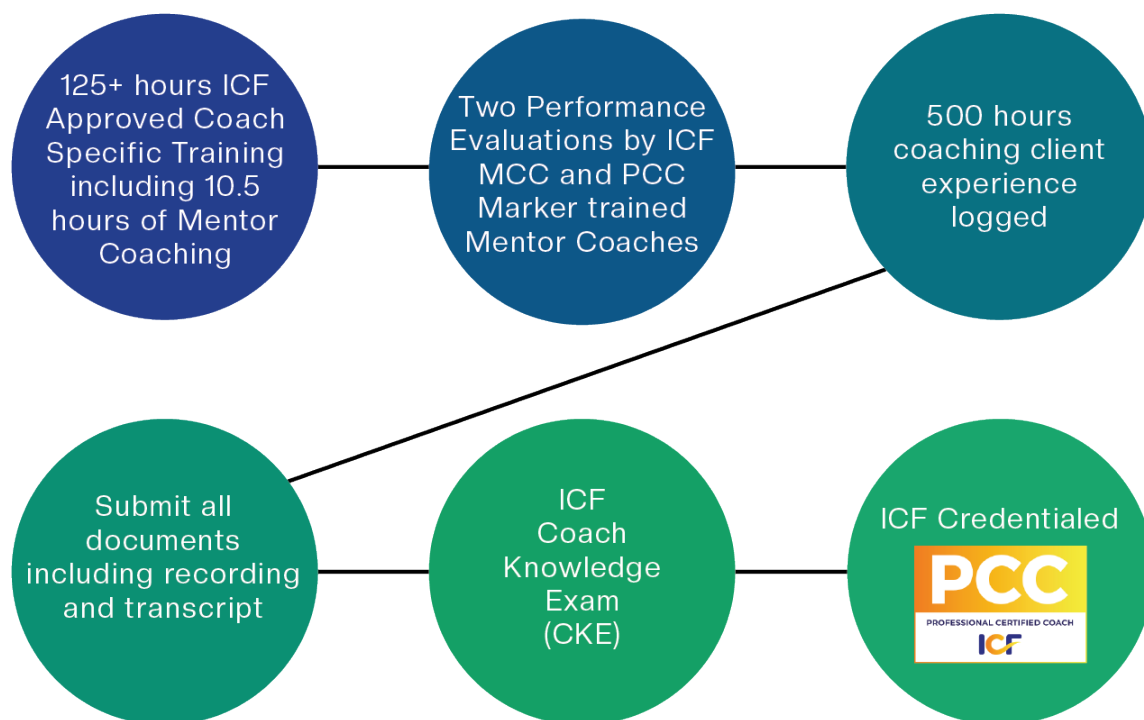 125+ hours ICF
Approved Coach
Specific Training
including 10.5
hours of Mentor
Coaching
Two Performance
Evaluations by ICF
MCC and PCC
Marker trained
Mentor Coaches
500 hours
coaching client
experience
logged
Submit all
documents
including recording
and transcript
ICF
Coach
Knowledge
Exam
(CKE)
ICF Credentialed
PCC
PROFESSIONAL CERTIFIED COACH
ICF